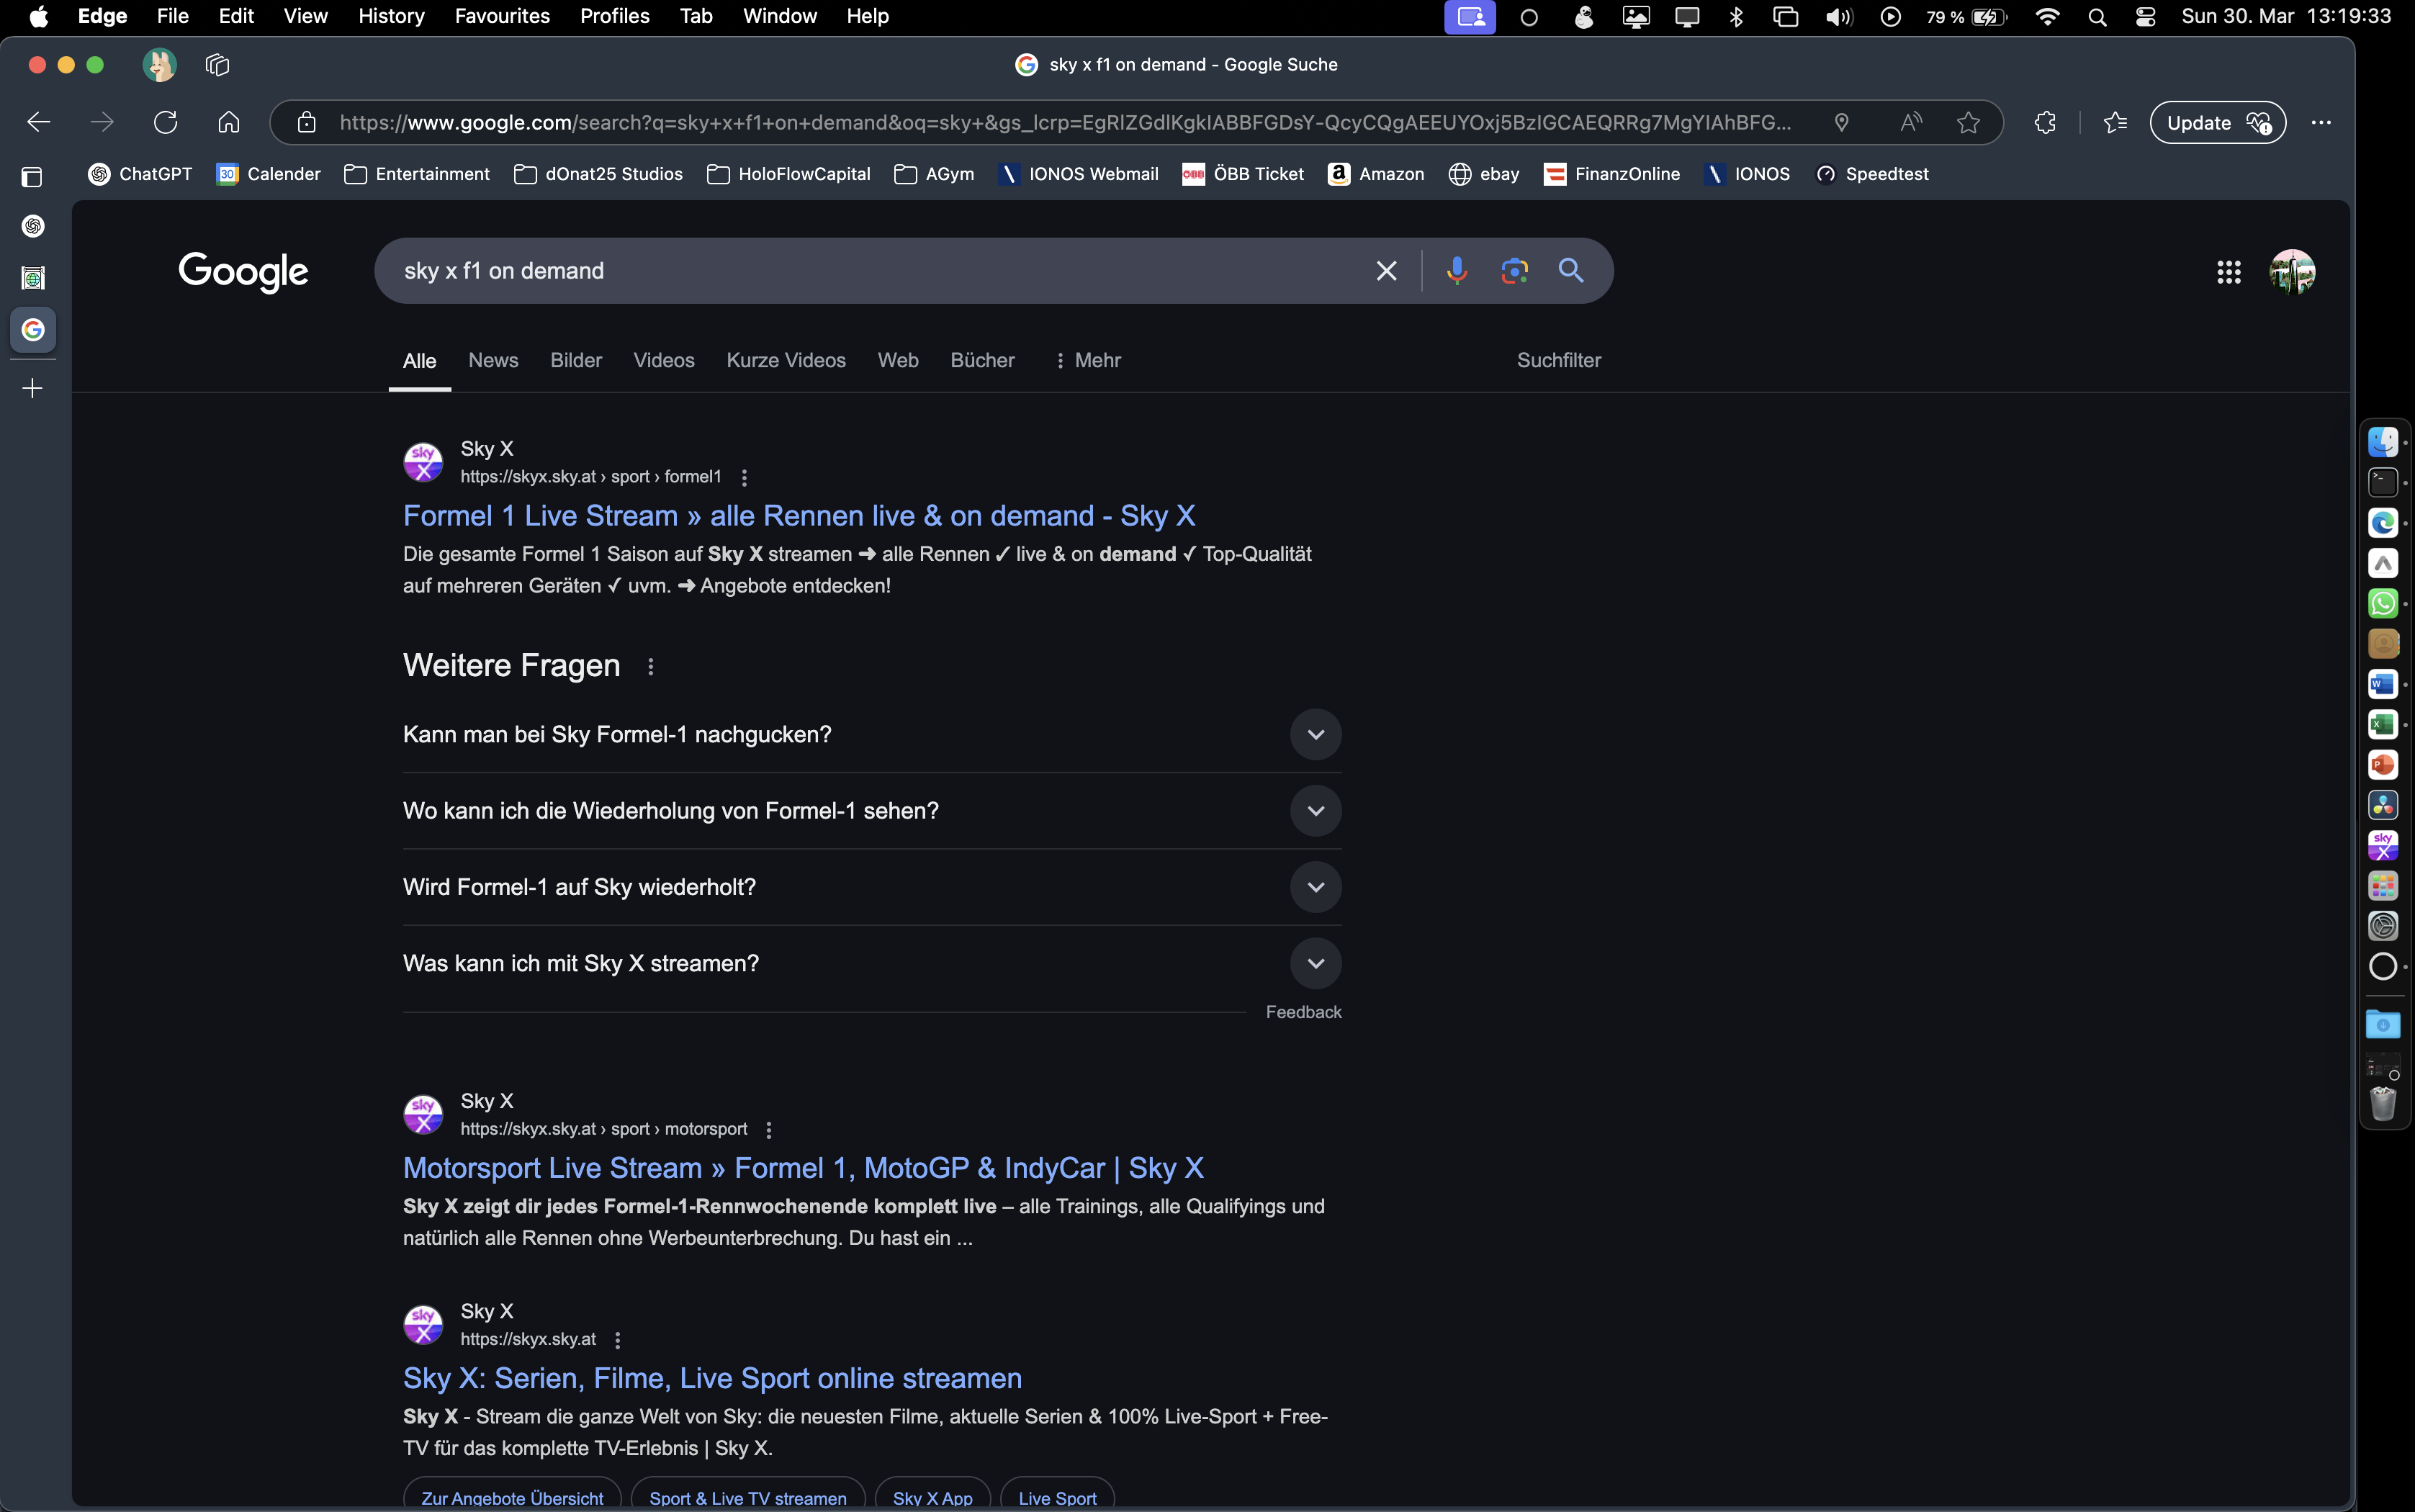 Edge File Edit View History Favourites Profiles Tab Window Help 79 % Sun 30. Mar 13:19:33
sky x f1 on demand - Google Suche
https://www.google.com/search?q=sky+x+f1+on+demand&oq=sky+&gs_lcrp=EgRlZGdlKgkIABBFGDsY-QcyCQgAEEUYOxj5BzIGCAEQRRg7MgYIAhBFG... Update
ChatGPT Calender Entertainment dOnat25 Studios HoloFlowCapital AGym IONOS Webmail ÖBB Ticket Amazon ebay FinanzOnline IONOS Speedtest
Google sky x f1 on demand
Alle News Bilder Videos Kurze Videos Web Bücher Mehr Suchfilter
Sky X
https://skyx.sky.at › sport › formel1
Formel 1 Live Stream » alle Rennen live & on demand - Sky X
Die gesamte Formel 1 Saison auf Sky X streamen ➜ alle Rennen ✓ live & on demand ✓ Top-Qualität
auf mehreren Geräten ✓ uvm. ➜ Angebote entdecken!
Weitere Fragen
Kann man bei Sky Formel-1 nachgucken?
Wo kann ich die Wiederholung von Formel-1 sehen?
Wird Formel-1 auf Sky wiederholt?
Was kann ich mit Sky X streamen?
Feedback
Sky X
https://skyx.sky.at › sport › motorsport
Motorsport Live Stream » Formel 1, MotoGP & IndyCar | Sky X
Sky X zeigt dir jedes Formel-1-Rennwochenende komplett live – alle Trainings, alle Qualifyings und
natürlich alle Rennen ohne Werbeunterbrechung. Du hast ein ...
Sky X
https://skyx.sky.at
Sky X: Serien, Filme, Live Sport online streamen
Sky X - Stream die ganze Welt von Sky: die neuesten Filme, aktuelle Serien & 100% Live-Sport + Free-
TV für das komplette TV-Erlebnis | Sky X.
Zur Angebote Übersicht Sport & Live TV streamen Sky X App Live Sport